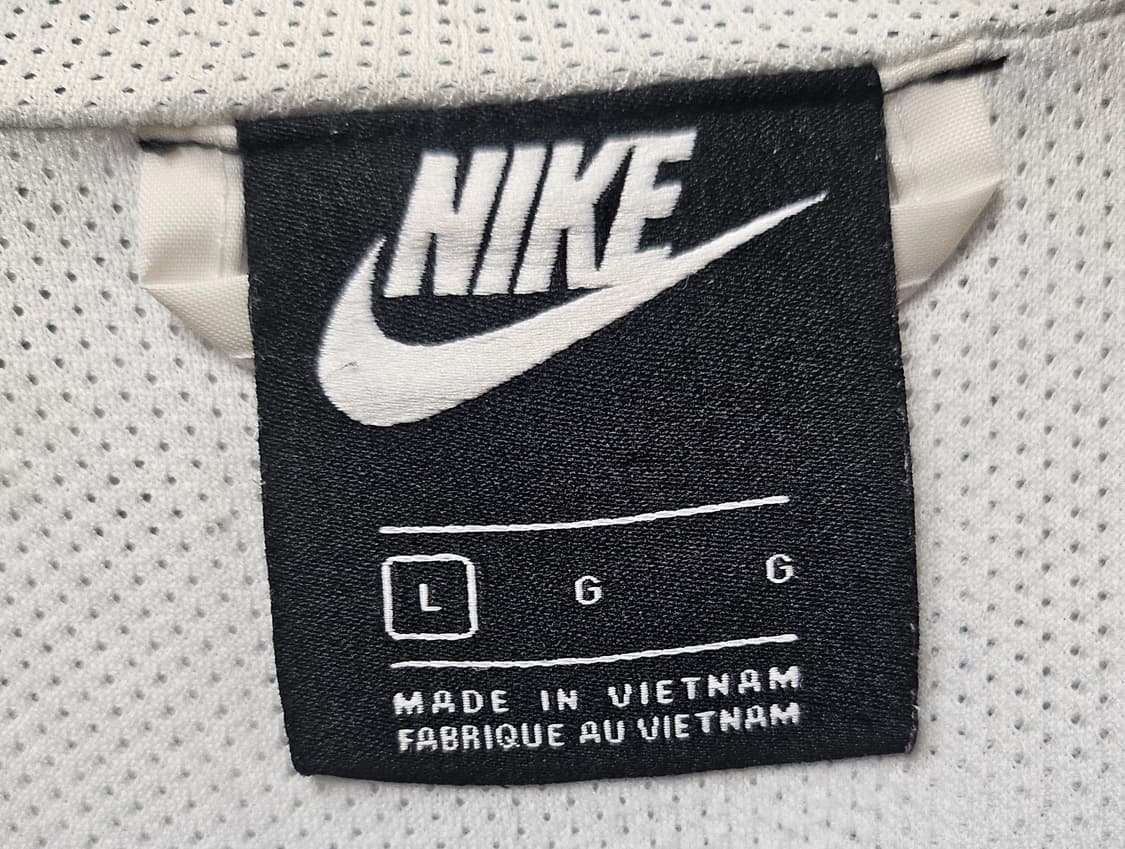 NIKE
L G G
MADE IN VIETNAM
FABRIQUE AU VIETNAM